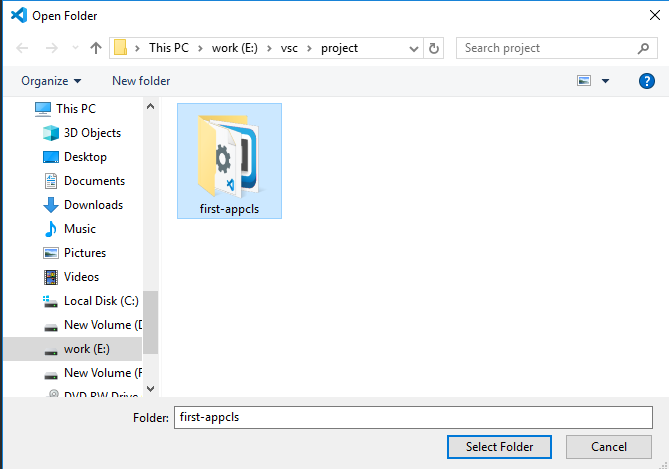 Open Folder
This PC > work (E:) > vsc > project
Search project
Organize
New folder
This PC
3D Objects
Desktop
Documents
Downloads
Music
Pictures
Videos
Local Disk (C:)
New Volume (D
work (E:)
New Volume (F
DVD RW Drive
first-appcls
Folder: first-appcls
Select Folder
Cancel